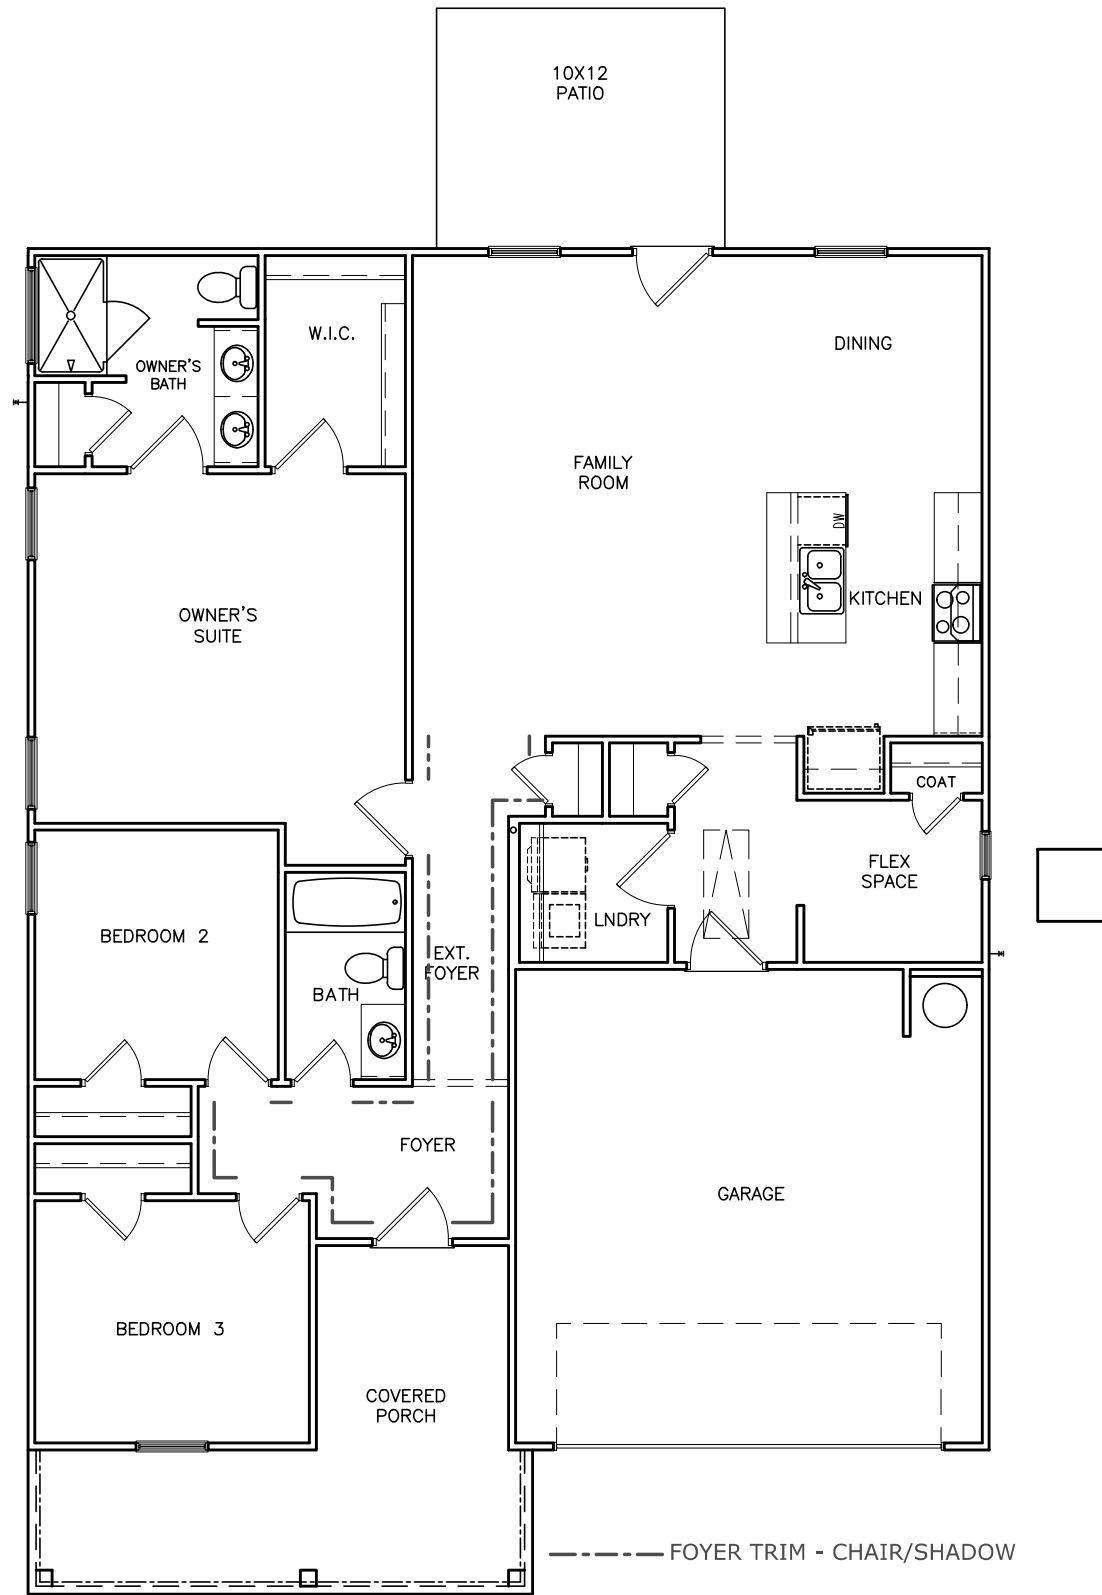 10X12
PATIO
W.I.C.
OWNER'S
BATH
DINING
FAMILY
ROOM
DW
KITCHEN
OWNER'S
SUITE
COAT
FLEX
SPACE
LNDRY
BEDROOM 2
EXT.
FOYER
BATH
FOYER
GARAGE
BEDROOM 3
COVERED
PORCH
FOYER TRIM - CHAIR/SHADOW